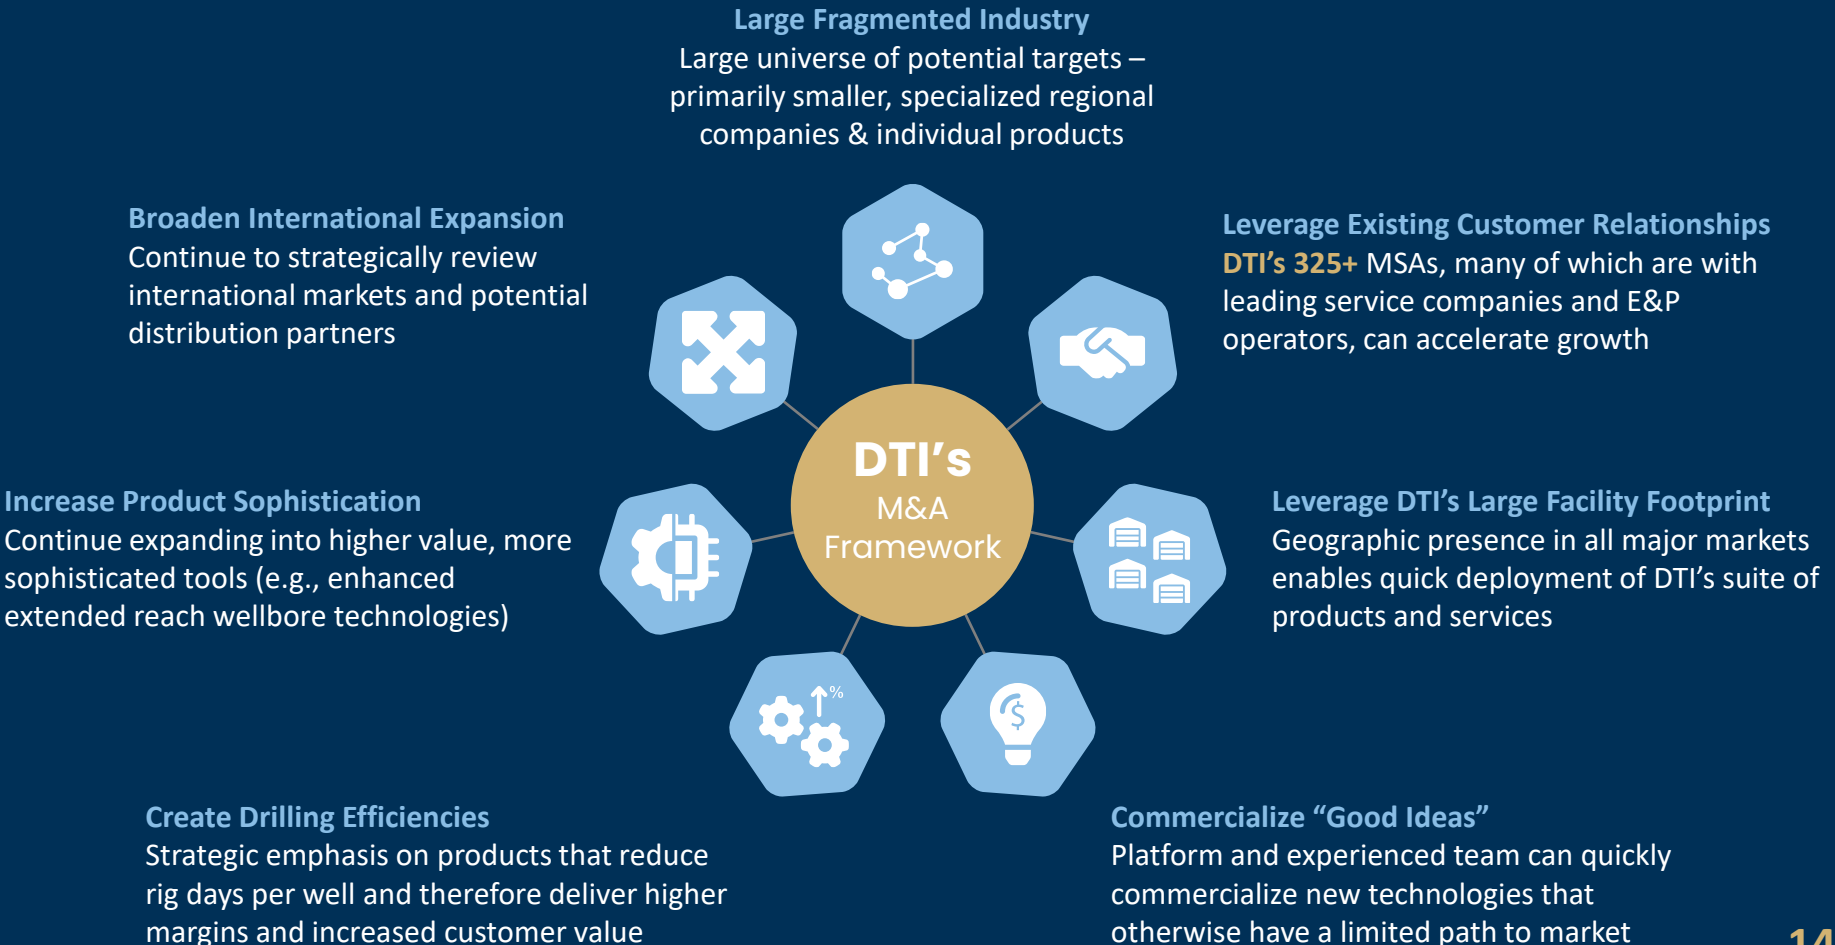 Large Fragmented Industry
Large universe of potential targets –
primarily smaller, specialized regional
companies & individual products
Broaden International Expansion
Continue to strategically review
international markets and potential
distribution partners
Leverage Existing Customer Relationships
DTI’s 325+ MSAs, many of which are with
leading service companies and E&P
operators, can accelerate growth
DTI’s
M&A
Framework
Increase Product Sophistication
Continue expanding into higher value, more
sophisticated tools (e.g., enhanced
extended reach wellbore technologies)
Leverage DTI’s Large Facility Footprint
Geographic presence in all major markets
enables quick deployment of DTI’s suite of
products and services
%
$
Create Drilling Efficiencies
Strategic emphasis on products that reduce
rig days per well and therefore deliver higher
margins and increased customer value
Commercialize “Good Ideas”
Platform and experienced team can quickly
commercialize new technologies that
otherwise have a limited path to market
14